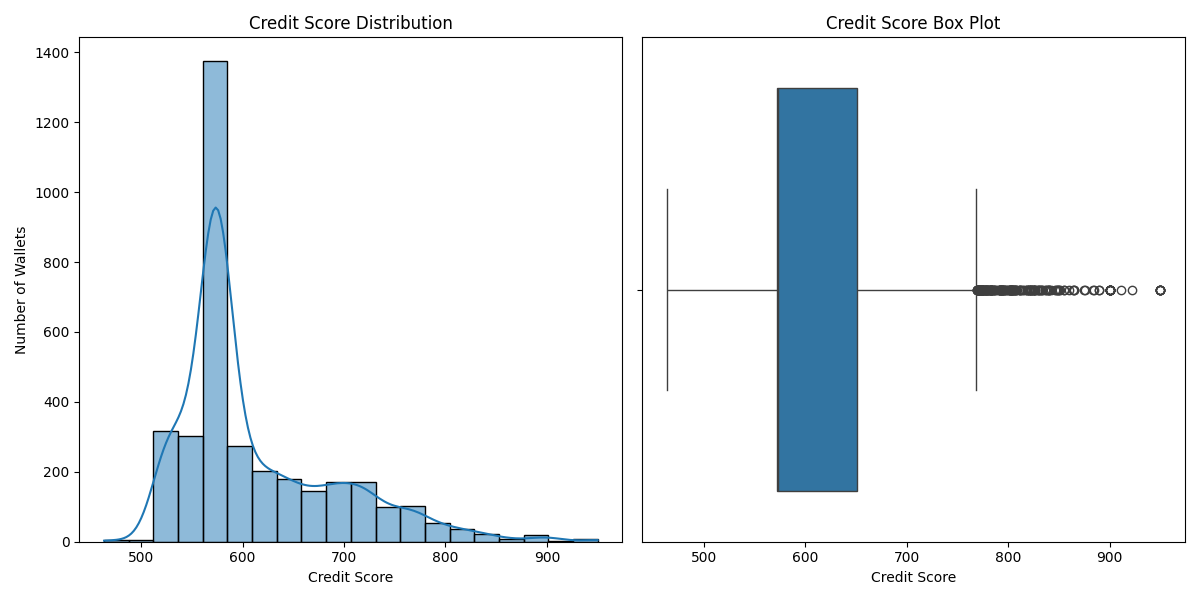 Credit Score Distribution
1400
1200
1000
800
600
400
200
0
Number of Wallets
500 600 700 800 900
Credit Score
Credit Score Box Plot
500 600 700 800 900
Credit Score